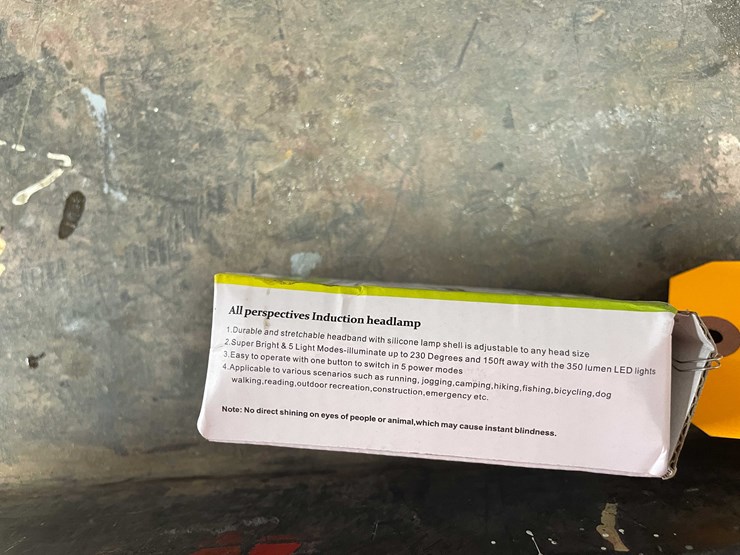 All perspectives Induction headlamp
1.Durable and stretchable headband with silicone lamp shell is adjustable to any head size
2.Super Bright & 5 Light Modes-illuminate up to 230 Degrees and 150ft away with the 350 lumen LED lights
3.Easy to operate with one button to switch in 5 power modes
4.Applicable to various scenarios such as running, jogging,camping,hiking,fishing,bicycling,dog
walking,reading,outdoor recreation,construction,emergency etc.
Note: No direct shining on eyes of people or animal,which may cause instant blindness.